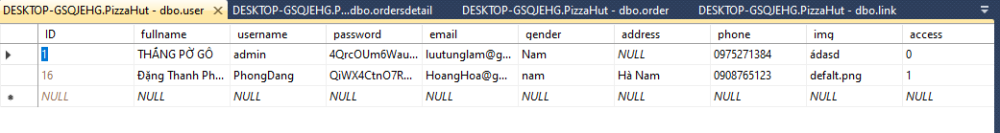 DESKTOP-GSQJEHG.PizzaHut - dbo.user DESKTOP-GSQJEHG.P...dbo.ordersdetail DESKTOP-GSQJEHG.PizzaHut - dbo.order DESKTOP-GSQJEHG.PizzaHut - dbo.link
ID fullname username password email gender address phone img access
1 THẮNG PỜ GÔ admin 4QrcOUm6Wau... luutunglam@g... Nam NULL 0975271384 ádasd 0
16 Đặng Thanh Ph... PhongDang QiWX4CtnO7R... HoangHoa@g... nam Hà Nam 0908765123 defalt.png 1
NULL NULL NULL NULL NULL NULL NULL NULL NULL NULL